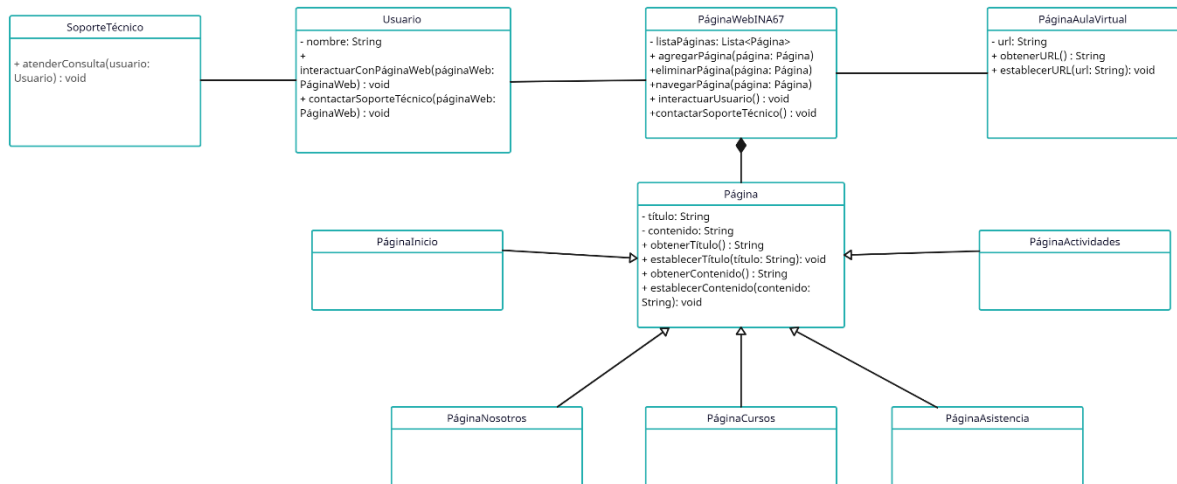 SoporteTécnico
+ atenderConsulta(usuario:
Usuario) : void
Usuario
- nombre: String
+
interactuarConPáginaWeb(páginaWeb:
PáginaWeb) : void
+ contactarSoporteTécnico(páginaWeb:
PáginaWeb) : void
PáginaWebINA67
- listaPáginas: Lista<Página>
+ agregarPágina(página: Página)
+eliminarPágina(página: Página)
+navegarPágina(página: Página)
+ interactuarUsuario() : void
+contactarSoporteTécnico() : void
PáginaAulaVirtual
- url: String
+ obtenerURL() : String
+ establecerURL(url: String): void
Página
- título: String
- contenido: String
+ obtenerTítulo() : String
+ establecerTítulo(título: String): void
+ obtenerContenido() : String
+ establecerContenido(contenido:
String): void
PáginaInicio
PáginaActividades
PáginaNosotros
PáginaCursos
PáginaAsistencia